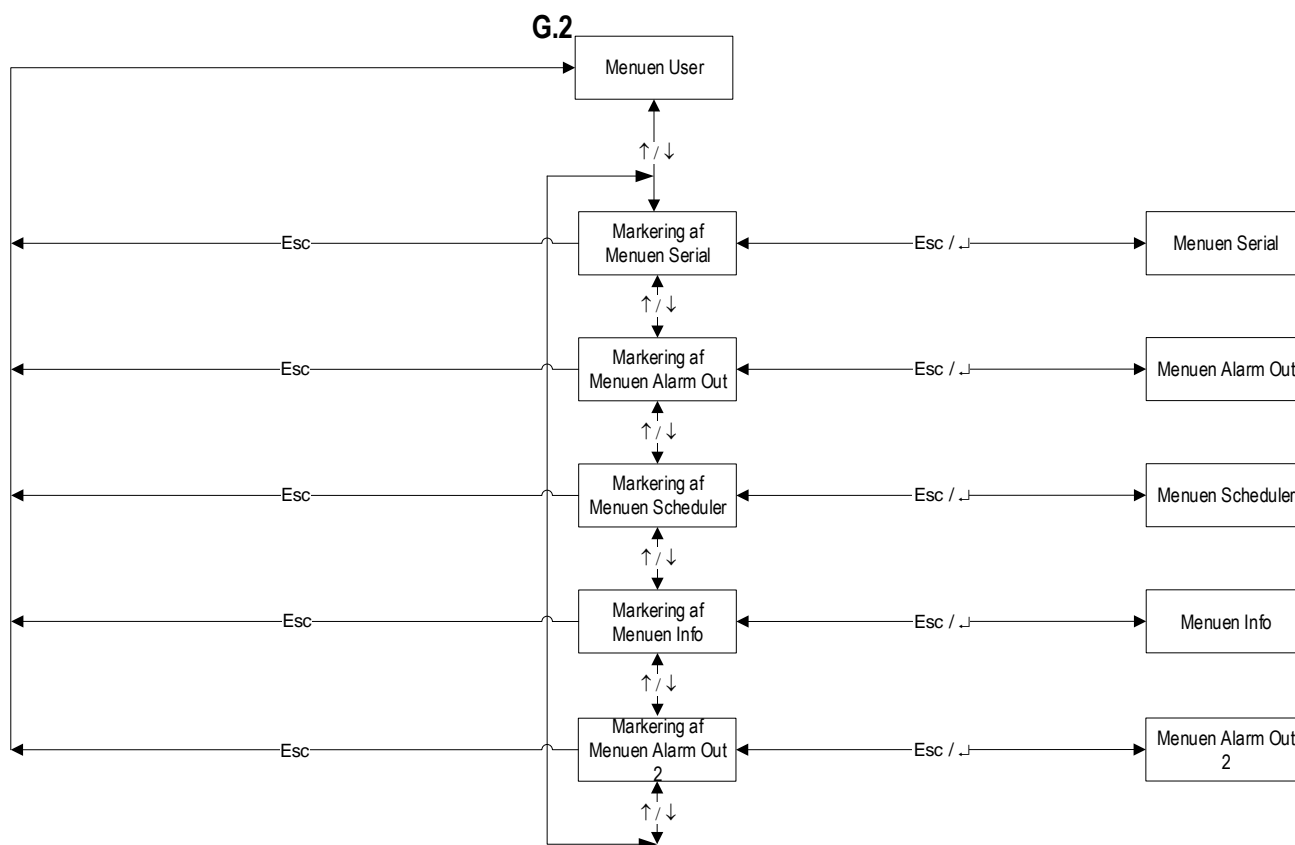 G.2
Menuen User
↑ / ↓
Esc
Markering af
Menuen Serial
Esc / ↵
Menuen Serial
↑ / ↓
Esc
Markering af
Menuen Alarm Out
Esc / ↵
Menuen Alarm Out
↑ / ↓
Esc
Markering af
Menuen Scheduler
Esc / ↵
Menuen Scheduler
↑ / ↓
Esc
Markering af
Menuen Info
Esc / ↵
Menuen Info
↑ / ↓
Esc
Markering af
Menuen Alarm Out
2
Esc / ↵
Menuen Alarm Out
2
↑ / ↓